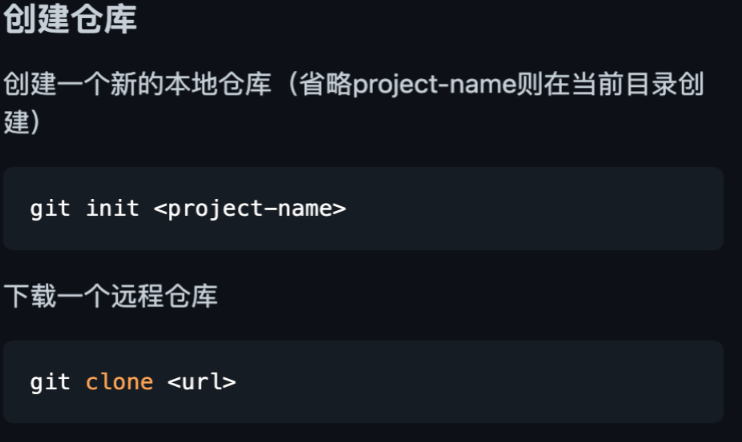 创建仓库
创建一个新的本地仓库（省略project-name则在当前目录创
建）
git init <project-name>
下载一个远程仓库
git clone <url>